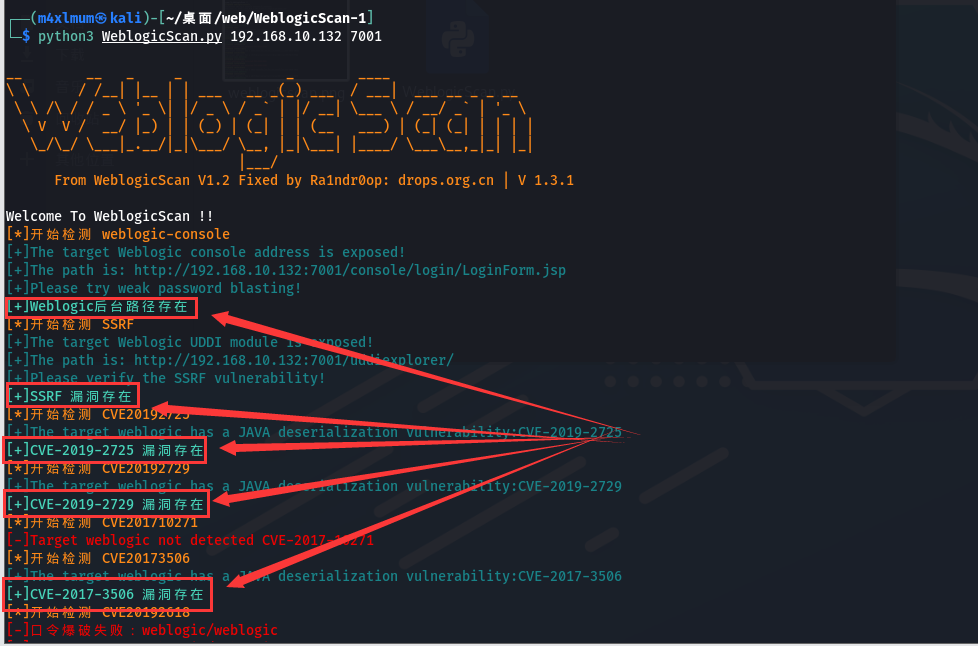 (m4xlmum㉿kali)-[~/桌面/web/WeblogicScan-1]
$ python3 WeblogicScan.py 192.168.10.132 7001
Weblogic Scan
From WeblogicScan V1.2 Fixed by Ra1ndr0op: drops.org.cn | V 1.3.1
Welcome To WeblogicScan !!
[*]开始检测 weblogic-console
[+]The target Weblogic console address is exposed!
[+]The path is: http://192.168.10.132:7001/console/login/LoginForm.jsp
[+]Please try weak password blasting!
[+]Weblogic后台路径存在
[*]开始检测 SSRF
[+]The target Weblogic UDDI module is exposed!
[+]The path is: http://192.168.10.132:7001/uddiexplorer/
[+]Please verify the SSRF vulnerability!
[+]SSRF 漏洞存在
[*]开始检测 CVE20192725
[+]The target weblogic has a JAVA deserialization vulnerability:CVE-2019-2725
[+]CVE-2019-2725 漏洞存在
[*]开始检测 CVE20192729
[+]The target weblogic has a JAVA deserialization vulnerability:CVE-2019-2729
[+]CVE-2019-2729 漏洞存在
[*]开始检测 CVE201710271
[-]Target weblogic not detected CVE-2017-10271
[*]开始检测 CVE20173506
[+]The target weblogic has a JAVA deserialization vulnerability:CVE-2017-3506
[+]CVE-2017-3506 漏洞存在
[*]开始检测 CVE20192618
[-]口令爆破失败：weblogic/weblogic